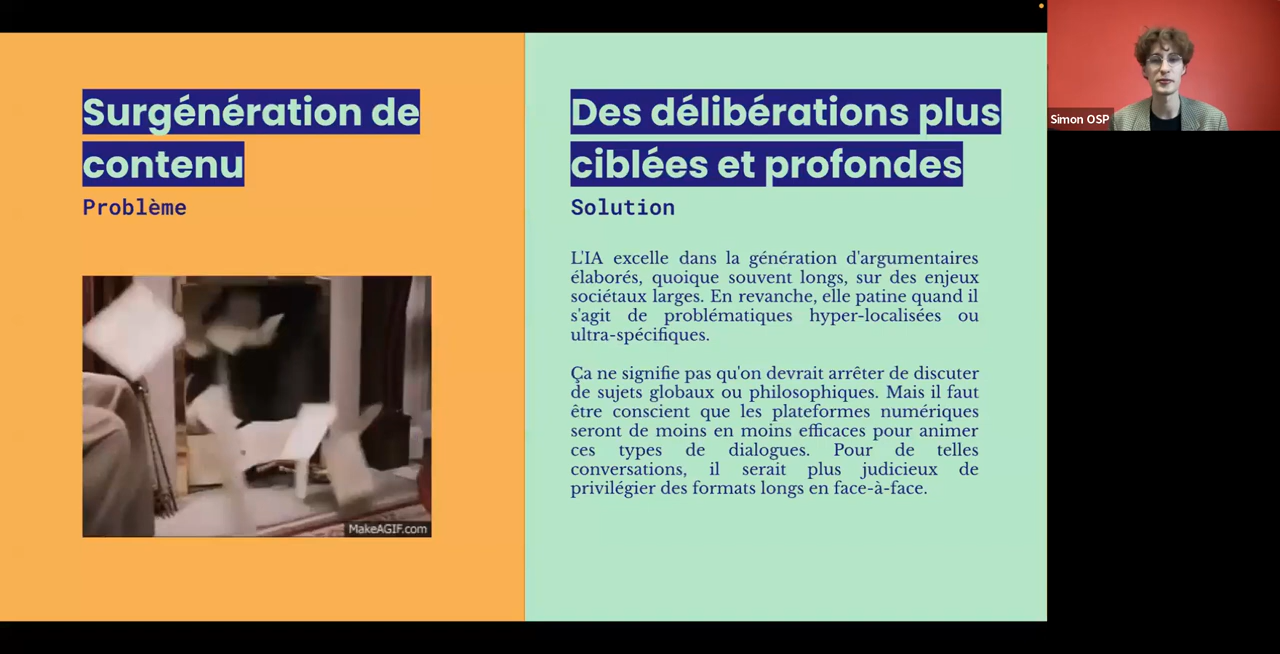 Surgénération de
contenu
Problème
MakeAGIF.com
Des délibérations plus
ciblées et profondes
Solution
L'IA excelle dans la génération d'argumentaires
élaborés, quoique souvent longs, sur des enjeux
sociétaux larges. En revanche, elle patine quand il
s'agit de problématiques hyper-localisées ou
ultra-spécifiques.
Ça ne signifie pas qu'on devrait arrêter de discuter
de sujets globaux ou philosophiques. Mais il faut
être conscient que les plateformes numériques
seront de moins en moins efficaces pour animer
ces types de dialogues. Pour de telles
conversations, il serait plus judicieux de
privilégier des formats longs en face-à-face.
Simon OSP